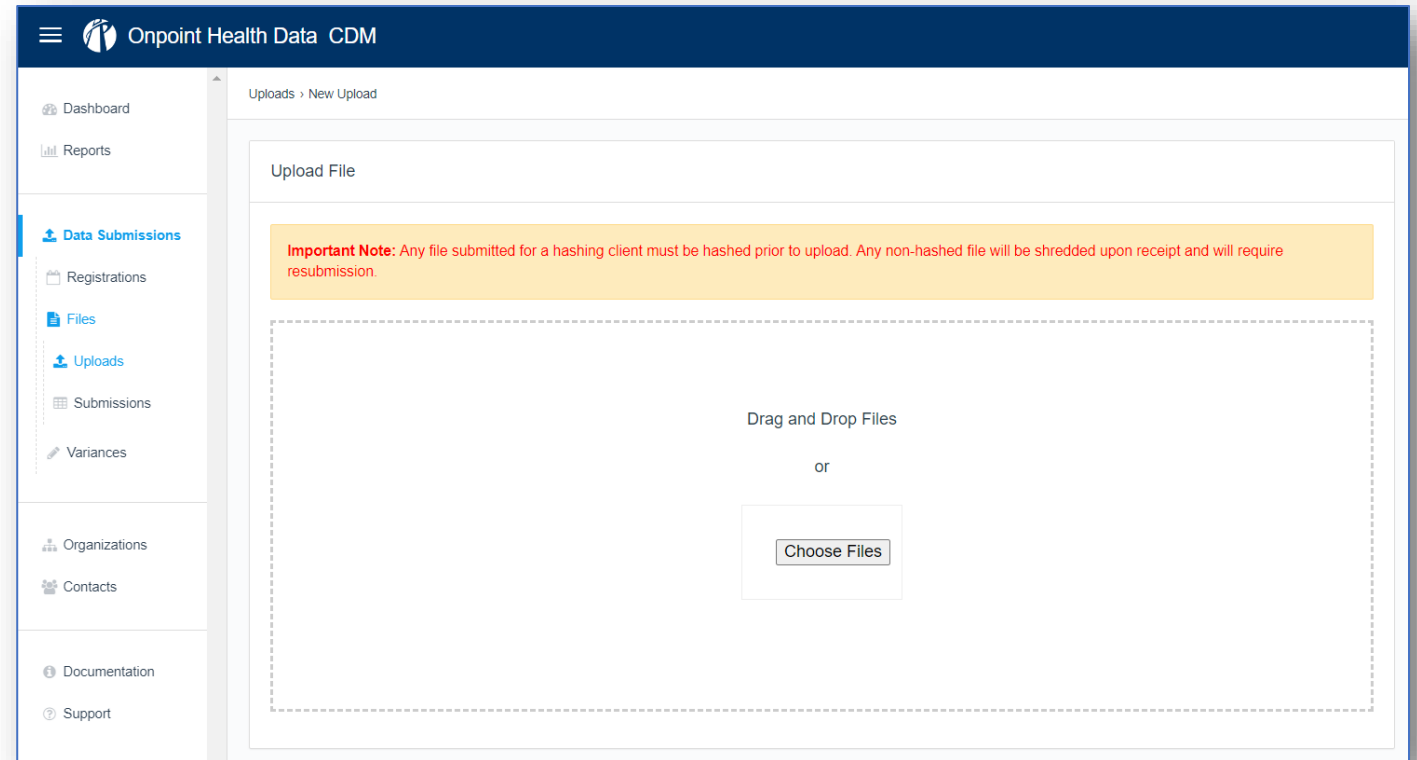 Onpoint Health Data CDM
Dashboard
Reports
Data Submissions
Registrations
Files
Uploads
Submissions
Variances
Organizations
Contacts
Documentation
Support
Uploads › New Upload
Upload File
Important Note: Any file submitted for a hashing client must be hashed prior to upload. Any non-hashed file will be shredded upon receipt and will require
resubmission.
Drag and Drop Files
or
Choose Files